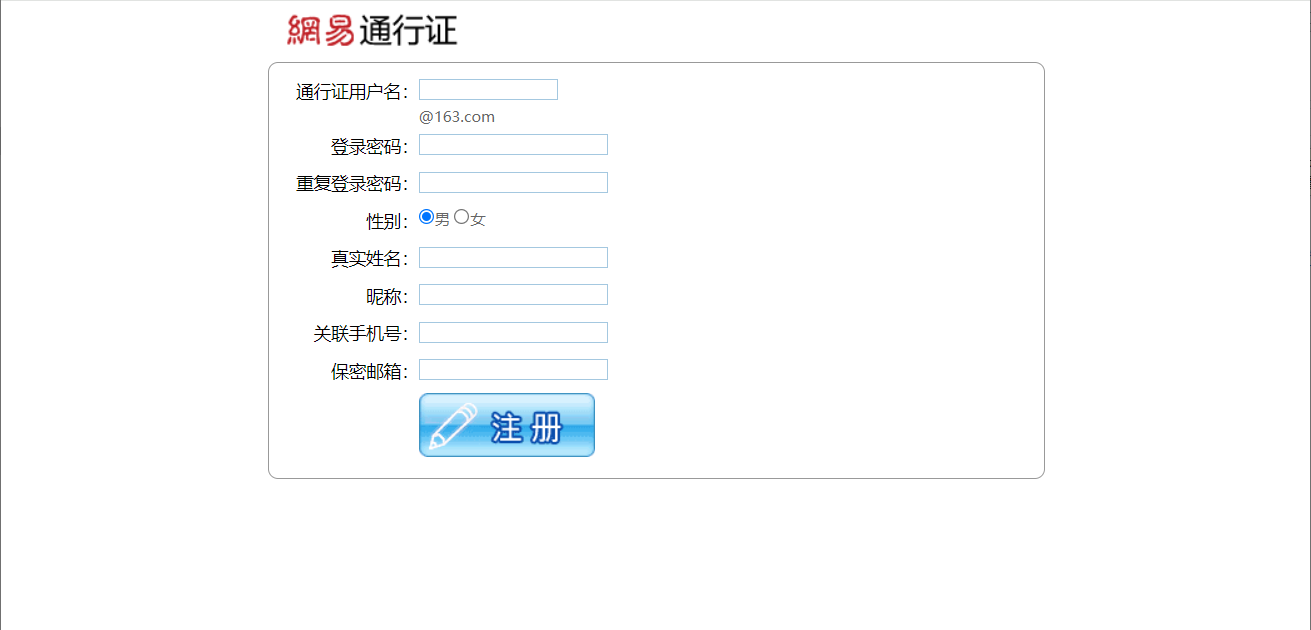 網易通行证
通行证用户名：
@163.com
登录密码：
重复登录密码：
性别：男 女
真实姓名：
昵称：
关联手机号：
保密邮箱：
注册